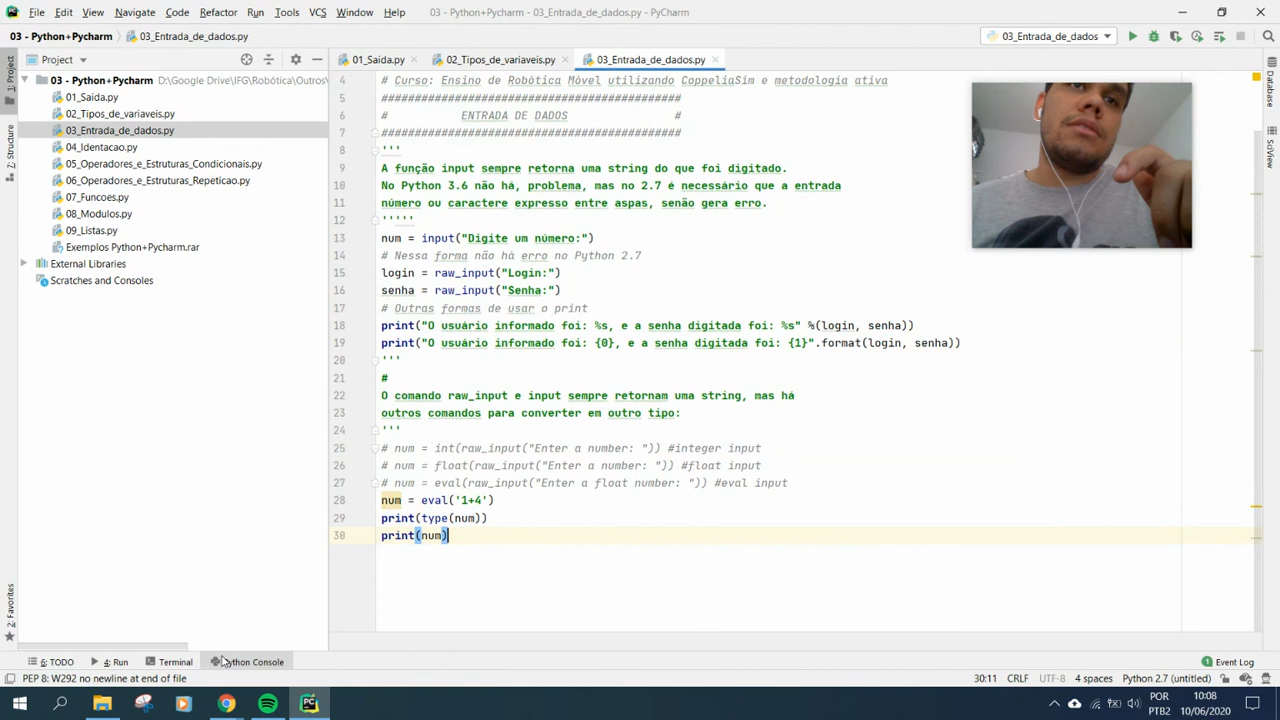 File Edit View Navigate Code Refactor Run Tools VCS Window Help 03 - Python+Pycharm - 03_Entrada_de_dados.py - PyCharm
03 - Python+Pycharm 03_Entrada_de_dados.py 03_Entrada_de_dados
Project 01_Saida.py 02_Tipos_de_variaveis.py 03_Entrada_de_dados.py
1: Project
7: Structure
2: Favorites
03 - Python+Pycharm D:\Google Drive\IFG\Robótica\Outros\
01_Saida.py
02_Tipos_de_variaveis.py
03_Entrada_de_dados.py
04_Identacao.py
05_Operadores_e_Estruturas_Condicionais.py
06_Operadores_e_Estruturas_Repeticao.py
07_Funcoes.py
08_Modulos.py
09_Listas.py
Exemplos Python+Pycharm.rar
External Libraries
Scratches and Consoles
4 # Curso: Ensino de Robótica Móvel utilizando CoppeliaSim e metodologia ativa
5 #############################################
6 # ENTRADA DE DADOS #
7 #############################################
8 '''
9 A função input sempre retorna uma string do que foi digitado.
10 No Python 3.6 não há, problema, mas no 2.7 é necessário que a entrada
11 número ou caractere expresso entre aspas, senão gera erro.
12 '''''
13 num = input("Digite um número:")
14 # Nessa forma não há erro no Python 2.7
15 login = raw_input("Login:")
16 senha = raw_input("Senha:")
17 # Outras formas de usar o print
18 print("O usuário informado foi: %s, e a senha digitada foi: %s" %(login, senha))
19 print("O usuário informado foi: {0}, e a senha digitada foi: {1}".format(login, senha))
20 '''
21 #
22 O comando raw_input e input sempre retornam uma string, mas há
23 outros comandos para converter em outro tipo:
24 '''
25 # num = int(raw_input("Enter a number: ")) #integer input
26 # num = float(raw_input("Enter a number: ")) #float input
27 # num = eval(raw_input("Enter a float number: ")) #eval input
28 num = eval('1+4')
29 print(type(num))
30 print(num)
Database
SciView
6: TODO 4: Run Terminal Python Console 1 Event Log
PEP 8: W292 no newline at end of file 30:11 CRLF UTF-8 4 spaces Python 2.7 (untitled)
POR 10:08
PTB2 10/06/2020